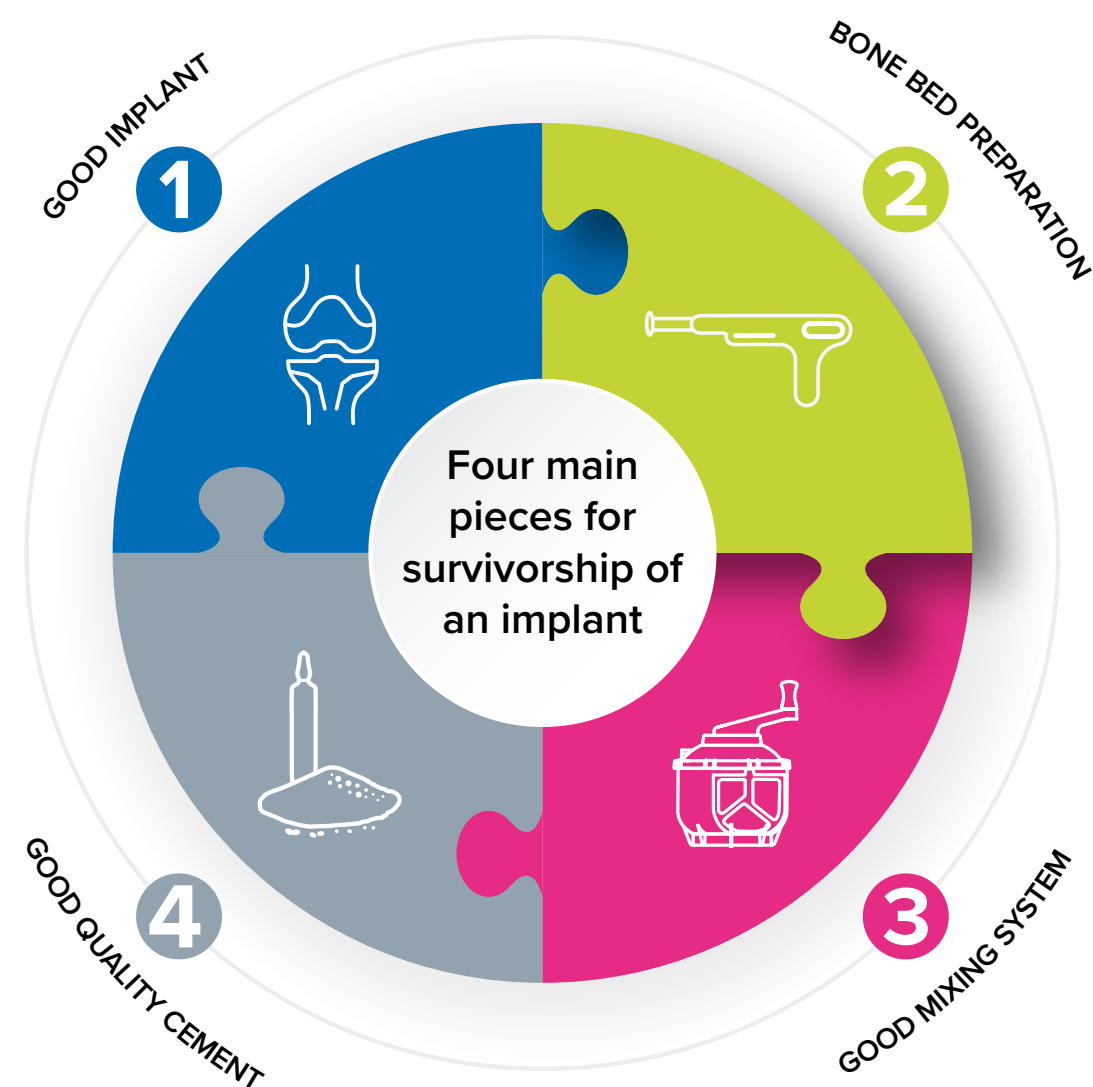 GOOD IMPLANT
1
BONE BED PREPARATION
2
Four main
pieces for
survivorship of
an implant
GOOD MIXING SYSTEM
3
GOOD QUALITY CEMENT
4